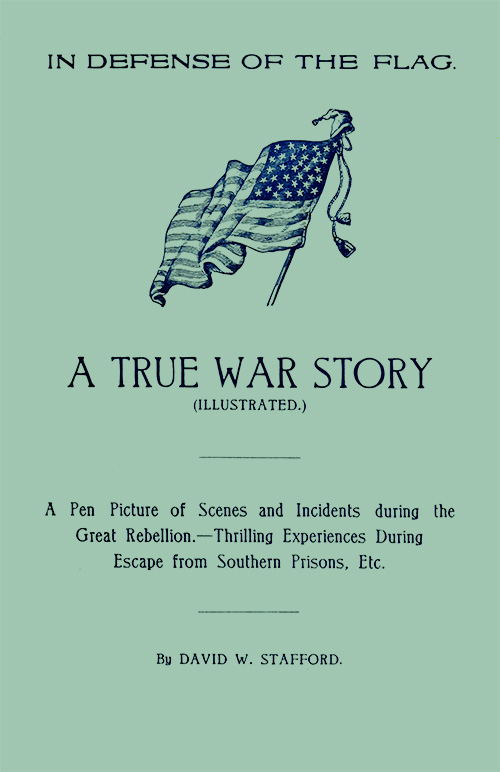 IN DEFENSE OF THE FLAG.
A TRUE WAR STORY
(ILLUSTRATED.)
A Pen Picture of Scenes and Incidents during the
Great Rebellion.—Thrilling Experiences During
Escape from Southern Prisons, Etc.
By DAVID W. STAFFORD.